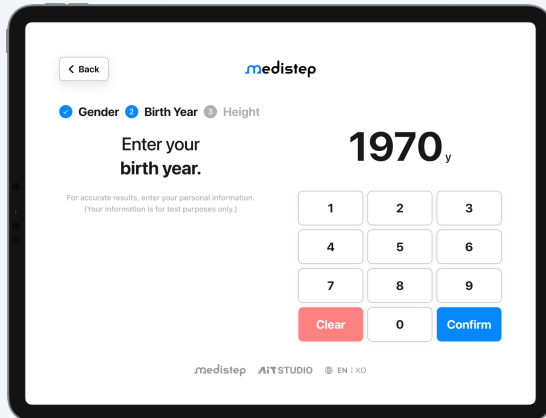 Back
medistep
Gender 2 Birth Year 3 Height
Enter your
birth year.
For accurate results, enter your personal information.
(Your information is for test purposes only.)
1970y
1 2 3
4 5 6
7 8 9
Clear 0 Confirm
medistep AiT STUDIO EN | KO